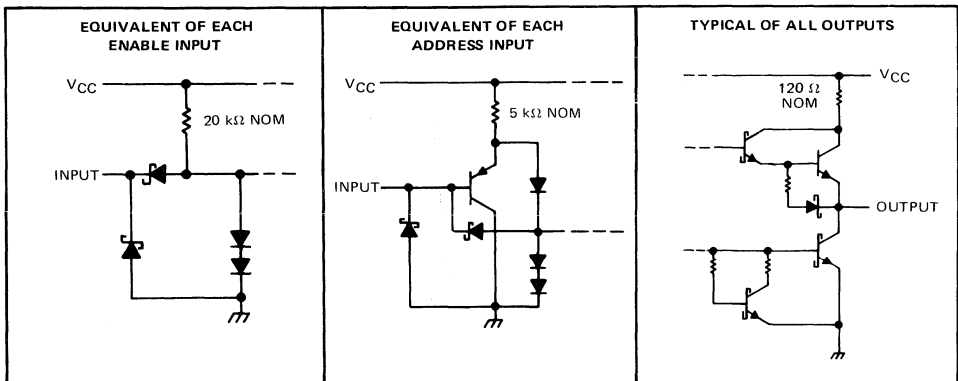 EQUIVALENT OF EACH
ENABLE INPUT
VCC
20 kΩ NOM
INPUT
EQUIVALENT OF EACH
ADDRESS INPUT
VCC
5 kΩ NOM
INPUT
TYPICAL OF ALL OUTPUTS
VCC
120 Ω
NOM
OUTPUT